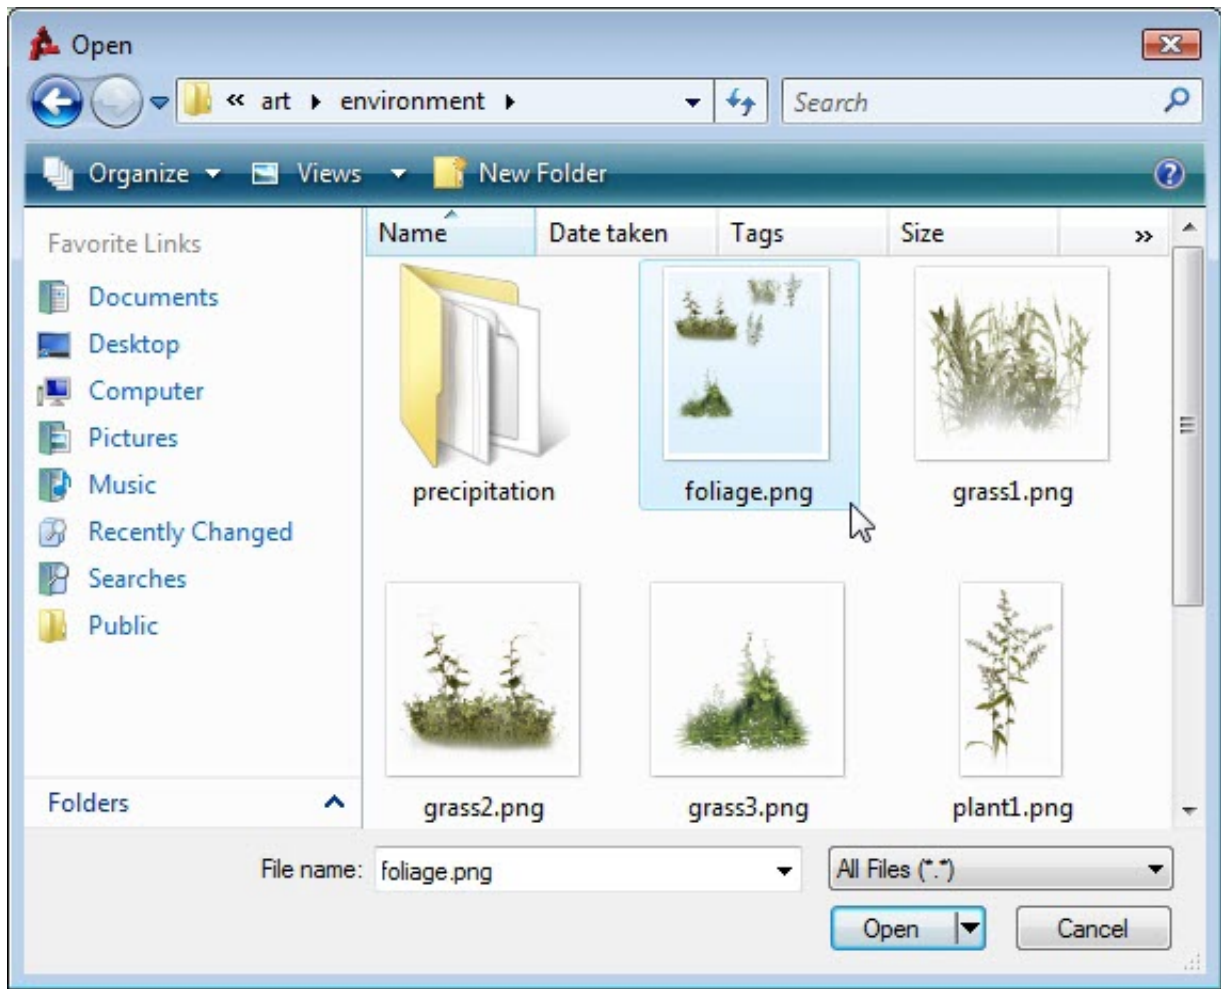 Open
« art environment
Search
Organize Views New Folder
Favorite Links
Documents
Desktop
Computer
Pictures
Music
Recently Changed
Searches
Public
Folders
Name Date taken Tags Size »
precipitation foliage.png grass1.png
grass2.png grass3.png plant1.png
File name: foliage.png All Files (*.*)
Open Cancel